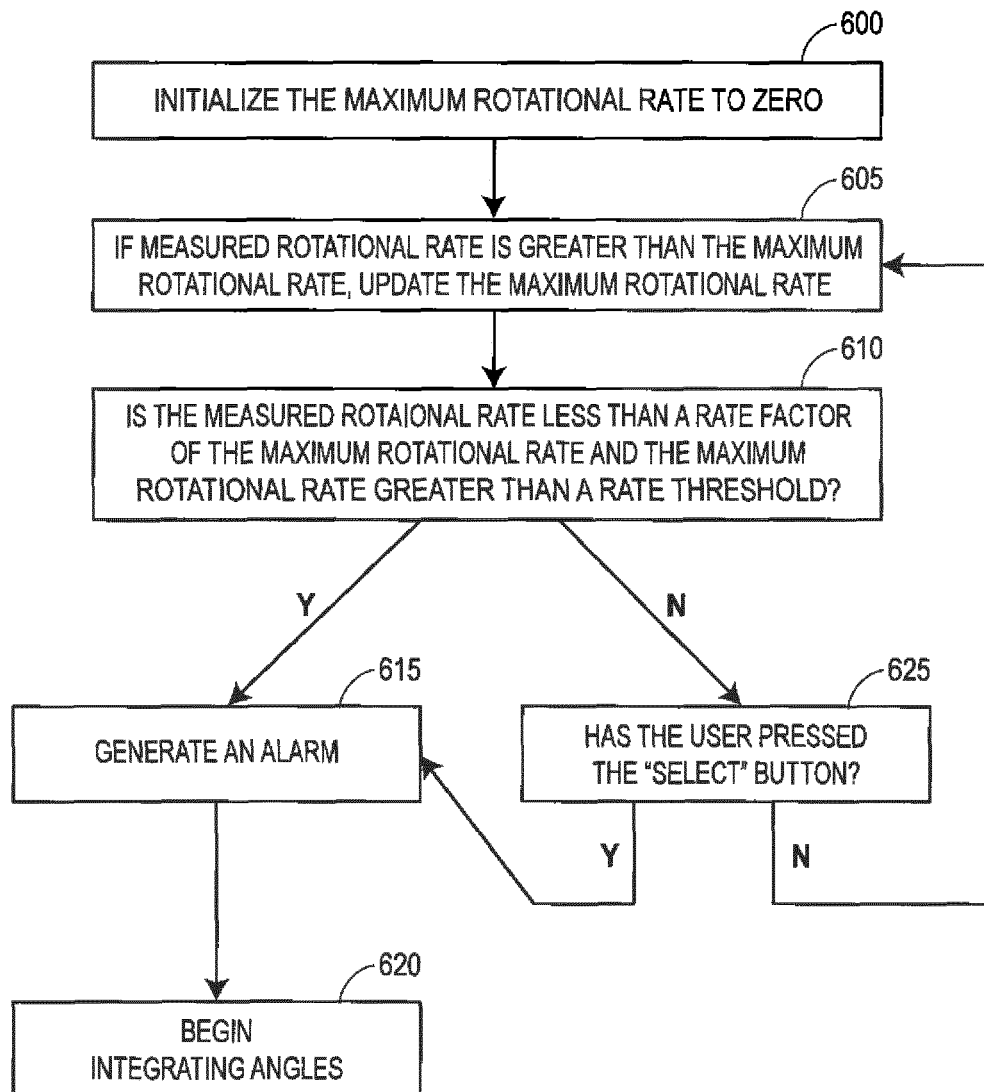 600
INITIALIZE THE MAXIMUM ROTATIONAL RATE TO ZERO
605
IF MEASURED ROTATIONAL RATE IS GREATER THAN THE MAXIMUM
ROTATIONAL RATE, UPDATE THE MAXIMUM ROTATIONAL RATE
610
IS THE MEASURED ROTAIONAL RATE LESS THAN A RATE FACTOR
OF THE MAXIMUM ROTATIONAL RATE AND THE MAXIMUM
ROTATIONAL RATE GREATER THAN A RATE THRESHOLD?
Y
N
615
GENERATE AN ALARM
625
HAS THE USER PRESSED
THE "SELECT" BUTTON?
Y
N
620
BEGIN
INTEGRATING ANGLES